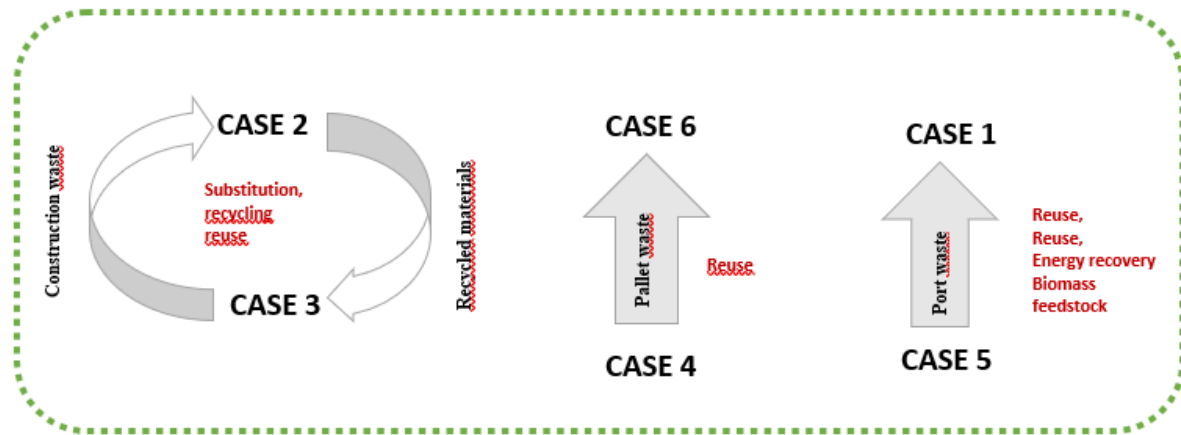 Construction waste
CASE 2
Substitution,
recycling
reuse
CASE 3
Recycled materials
CASE 6
Pallet waste
Reuse
CASE 4
CASE 1
Port waste
Reuse,
Reuse,
Energy recovery
Biomass
feedstock
CASE 5